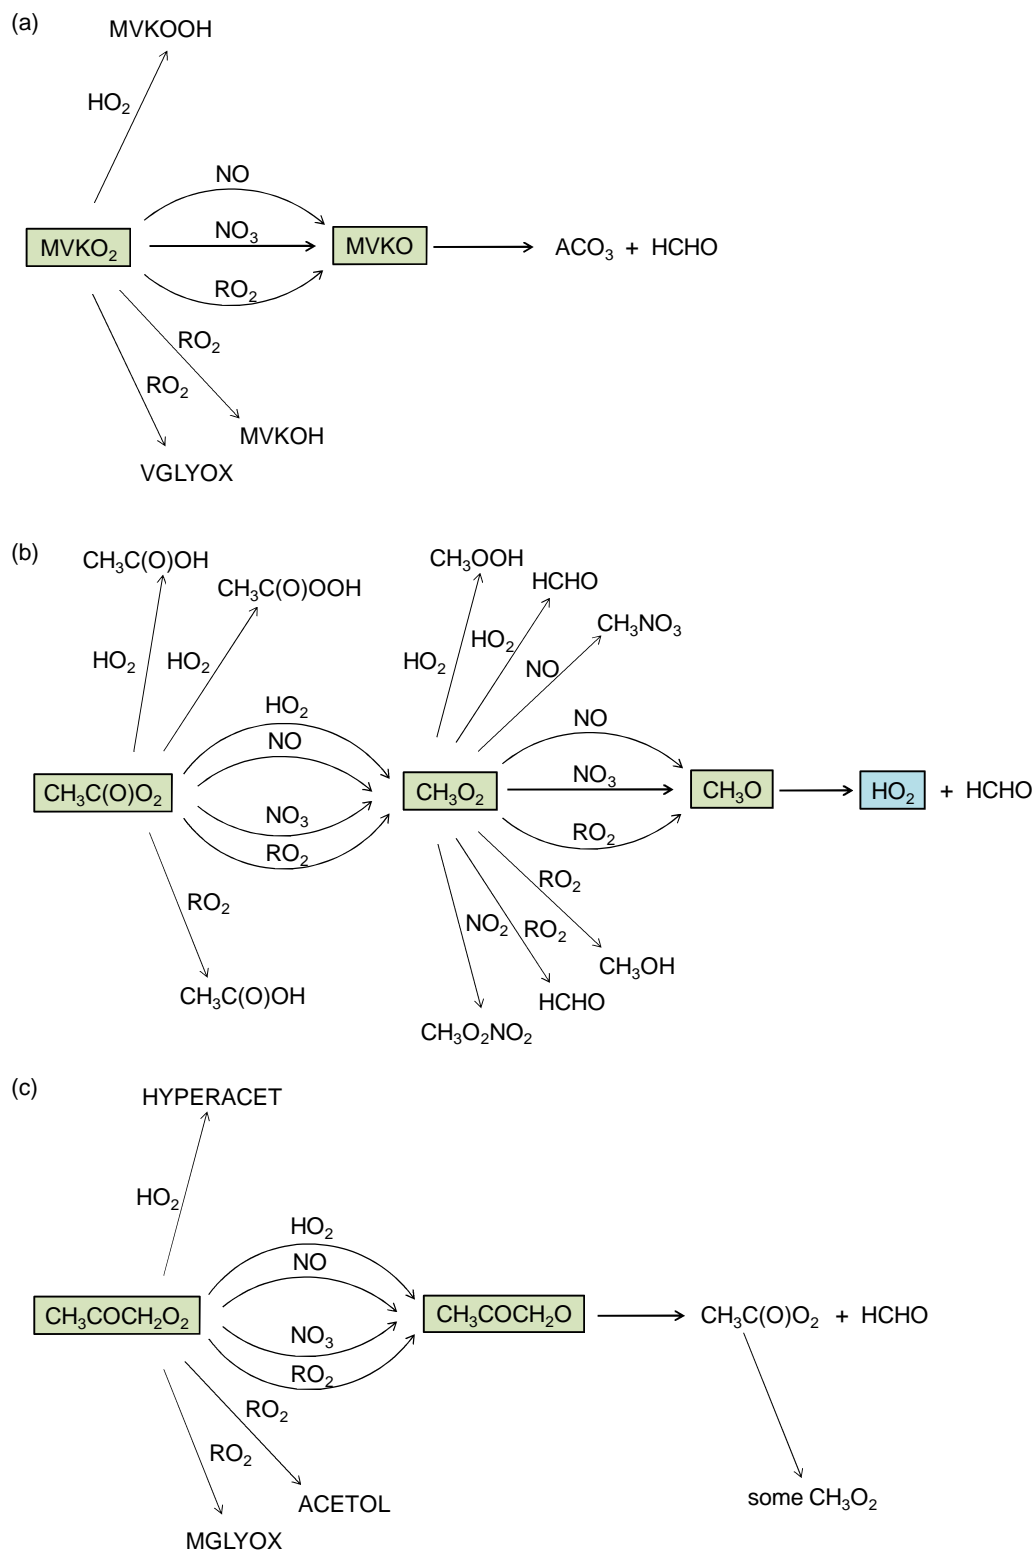 (a)
MVKOOH
HO₂
NO
MVKO₂
NO₃
MVKO
ACO₃ + HCHO
RO₂
RO₂
RO₂
MVKOH
VGLYOX
(b)
CH₃C(O)OH
CH₃C(O)OOH
CH₃OOH
HCHO
CH₃NO₃
HO₂
HO₂
HO₂
HO₂
NO
HO₂
NO
NO
CH₃C(O)O₂
CH₃O₂
NO₃
CH₃O
HO₂ + HCHO
NO₃
RO₂
RO₂
RO₂
RO₂
NO₂
RO₂
CH₃OH
CH₃C(O)OH
HCHO
CH₃O₂NO₂
(c)
HYPERACET
HO₂
HO₂
NO
CH₃COCH₂O₂
CH₃COCH₂O
CH₃C(O)O₂ + HCHO
NO₃
RO₂
RO₂
RO₂
ACETOL
some CH₃O₂
MGLYOX